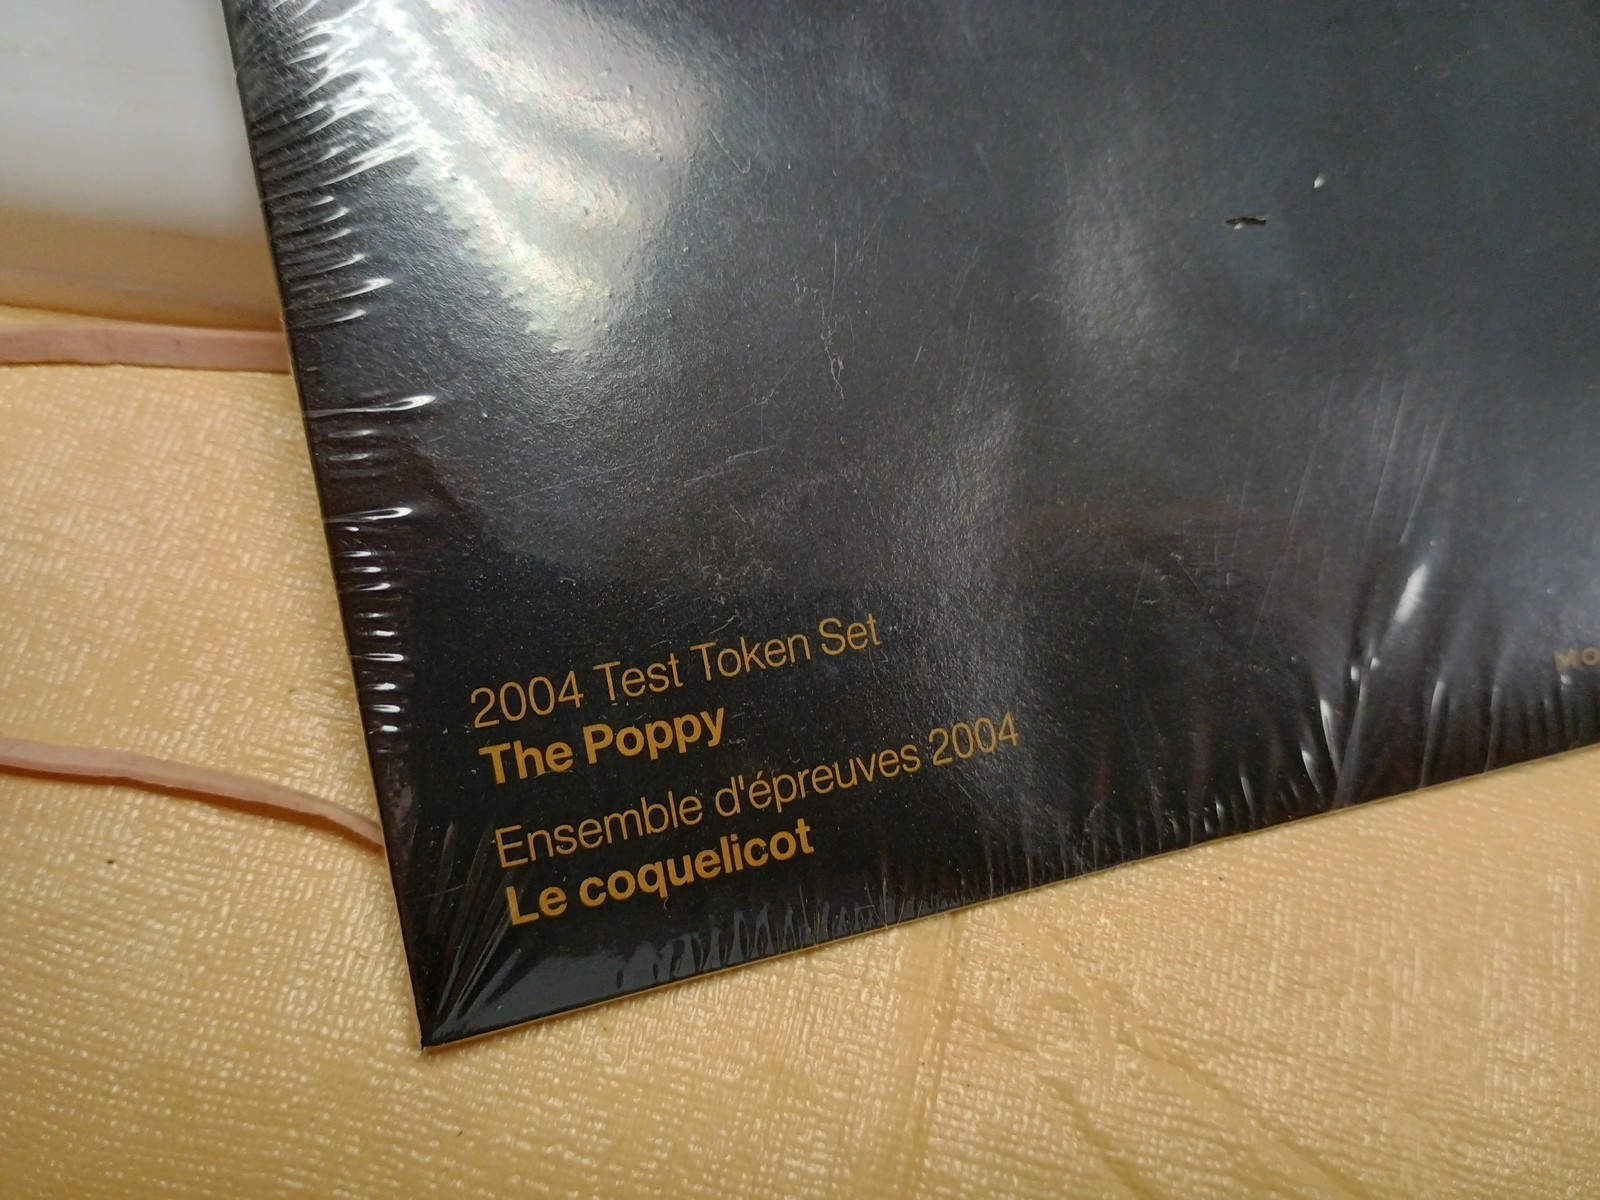 2004 Test Token Set
The Poppy
Ensemble d'épreuves 2004
Le coquelicot